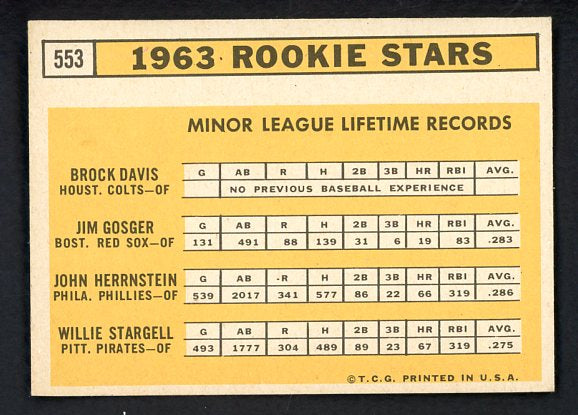 553 1963 ROOKIE STARS
MINOR LEAGUE LIFETIME RECORDS
BROCK DAVIS G AB R H 2B 3B HR RBI AVG.
HOUST. COLTS—OF NO PREVIOUS BASEBALL EXPERIENCE
JIM GOSGER G AB R H 2B 3B HR RBI AVG.
BOST. RED SOX—OF 131 491 88 139 31 6 19 83 .283
JOHN HERRNSTEIN G AB R H 2B 3B HR RBI AVG.
PHILA. PHILLIES—OF 539 2017 341 577 86 22 66 319 .286
WILLIE STARGELL G AB R H 2B 3B HR RBI AVG.
PITT. PIRATES—OF 493 1777 304 489 89 23 67 319 .275
© T.C.G. PRINTED IN U.S.A.